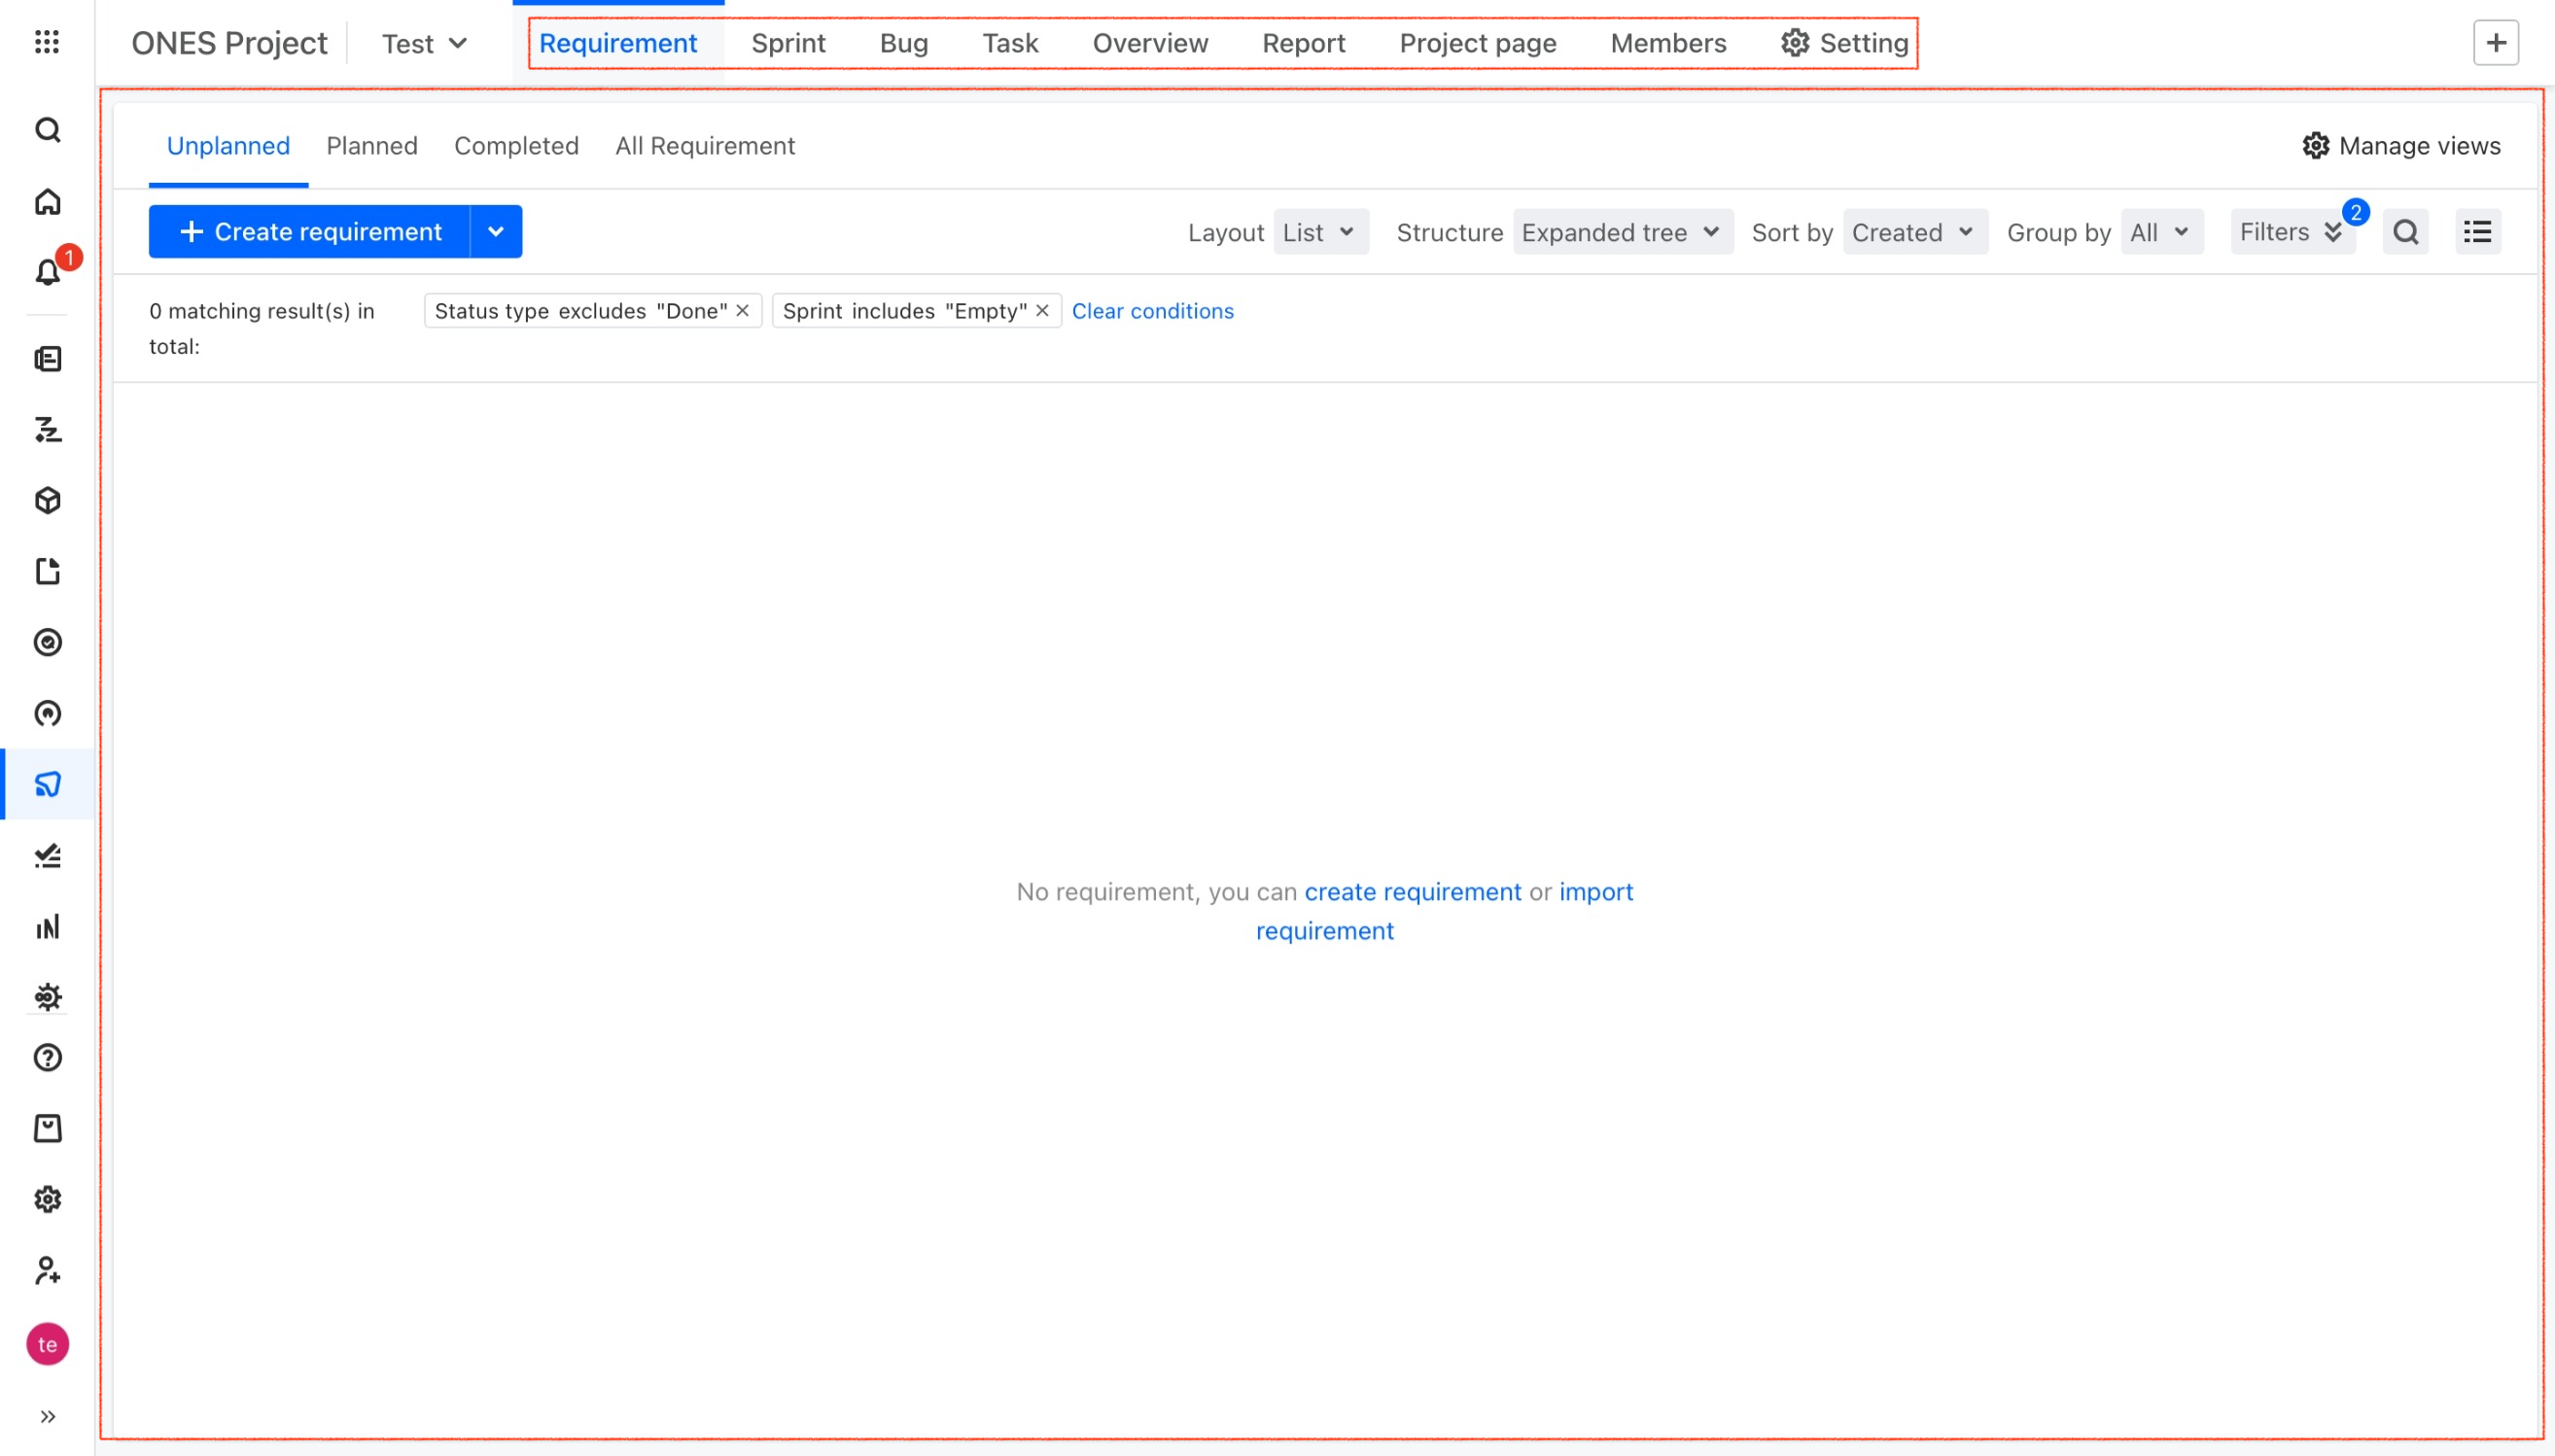 ONES Project
Test
Requirement
Sprint
Bug
Task
Overview
Report
Project page
Members
Setting
Unplanned
Planned
Completed
All Requirement
Manage views
Create requirement
Layout
List
Structure
Expanded tree
Sort by
Created
Group by
All
Filters
2
1
0 matching result(s) in
total:
Status type excludes "Done"
Sprint includes "Empty"
Clear conditions
No requirement, you can create requirement or import
requirement
te